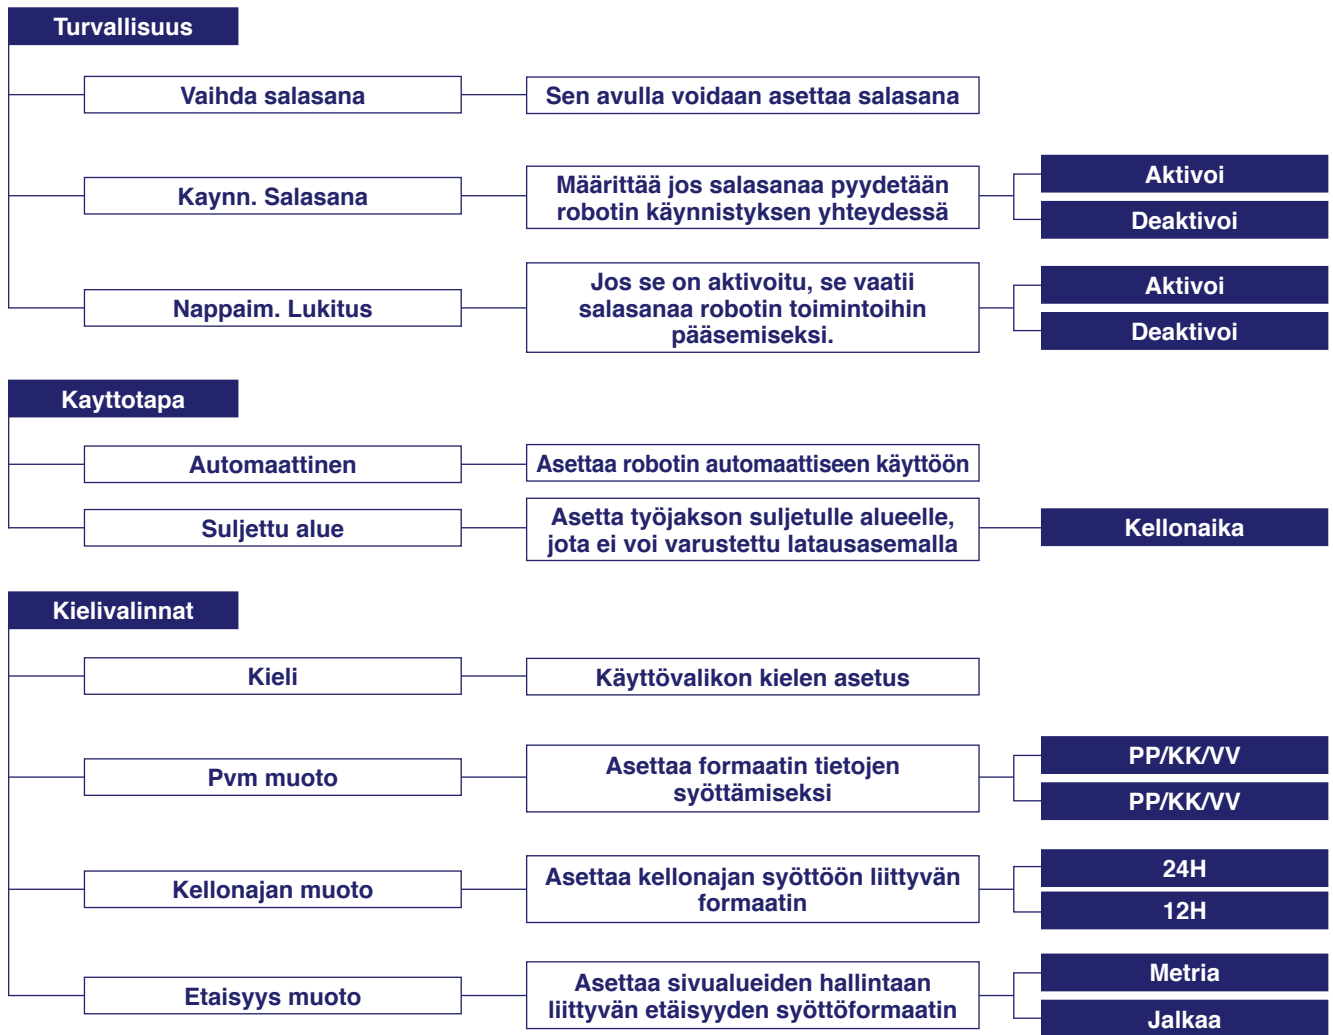 Turvallisuus
Vaihda salasana
Sen avulla voidaan asettaa salasana
Kaynn. Salasana
Määrittää jos salasanaa pyydetään
robotin käynnistyksen yhteydessä
Aktivoi
Deaktivoi
Nappaim. Lukitus
Jos se on aktivoitu, se vaatii
salasanaa robotin toimintoihin
pääsemiseksi.
Aktivoi
Deaktivoi
Kayttotapa
Automaattinen
Asettaa robotin automaattiseen käyttöön
Suljettu alue
Asetta työjakson suljetulle alueelle,
jota ei voi varustettu latausasemalla
Kellonaika
Kielivalinnat
Kieli
Käyttövalikon kielen asetus
Pvm muoto
Asettaa formaatin tietojen
syöttämiseksi
PP/KK/VV
PP/KK/VV
Kellonajan muoto
Asettaa kellonajan syöttöön liittyvän
formaatin
24H
12H
Etaisyys muoto
Asettaa sivualueiden hallintaan
liittyvän etäisyyden syöttöformaatin
Metria
Jalkaa